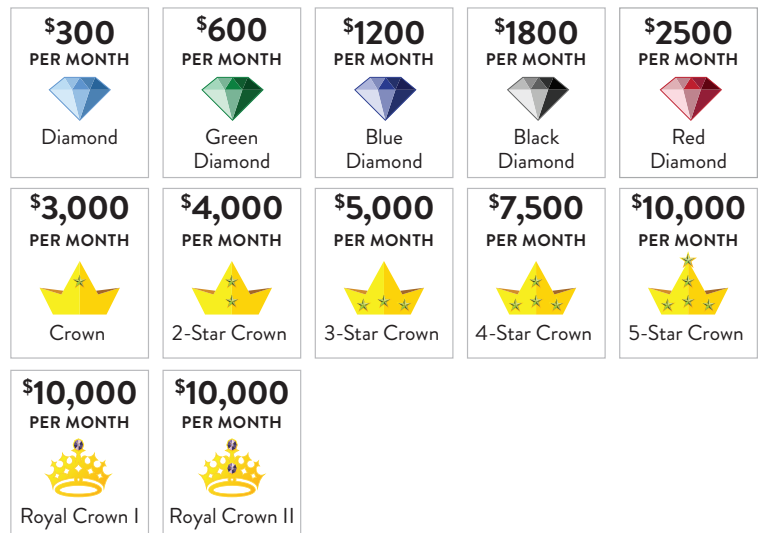 $300
PER MONTH
Diamond
$600
PER MONTH
Green
Diamond
$1200
PER MONTH
Blue
Diamond
$1800
PER MONTH
Black
Diamond
$2500
PER MONTH
Red
Diamond
$3,000
PER MONTH
Crown
$4,000
PER MONTH
2-Star Crown
$5,000
PER MONTH
3-Star Crown
$7,500
PER MONTH
4-Star Crown
$10,000
PER MONTH
5-Star Crown
$10,000
PER MONTH
Royal Crown I
$10,000
PER MONTH
Royal Crown II